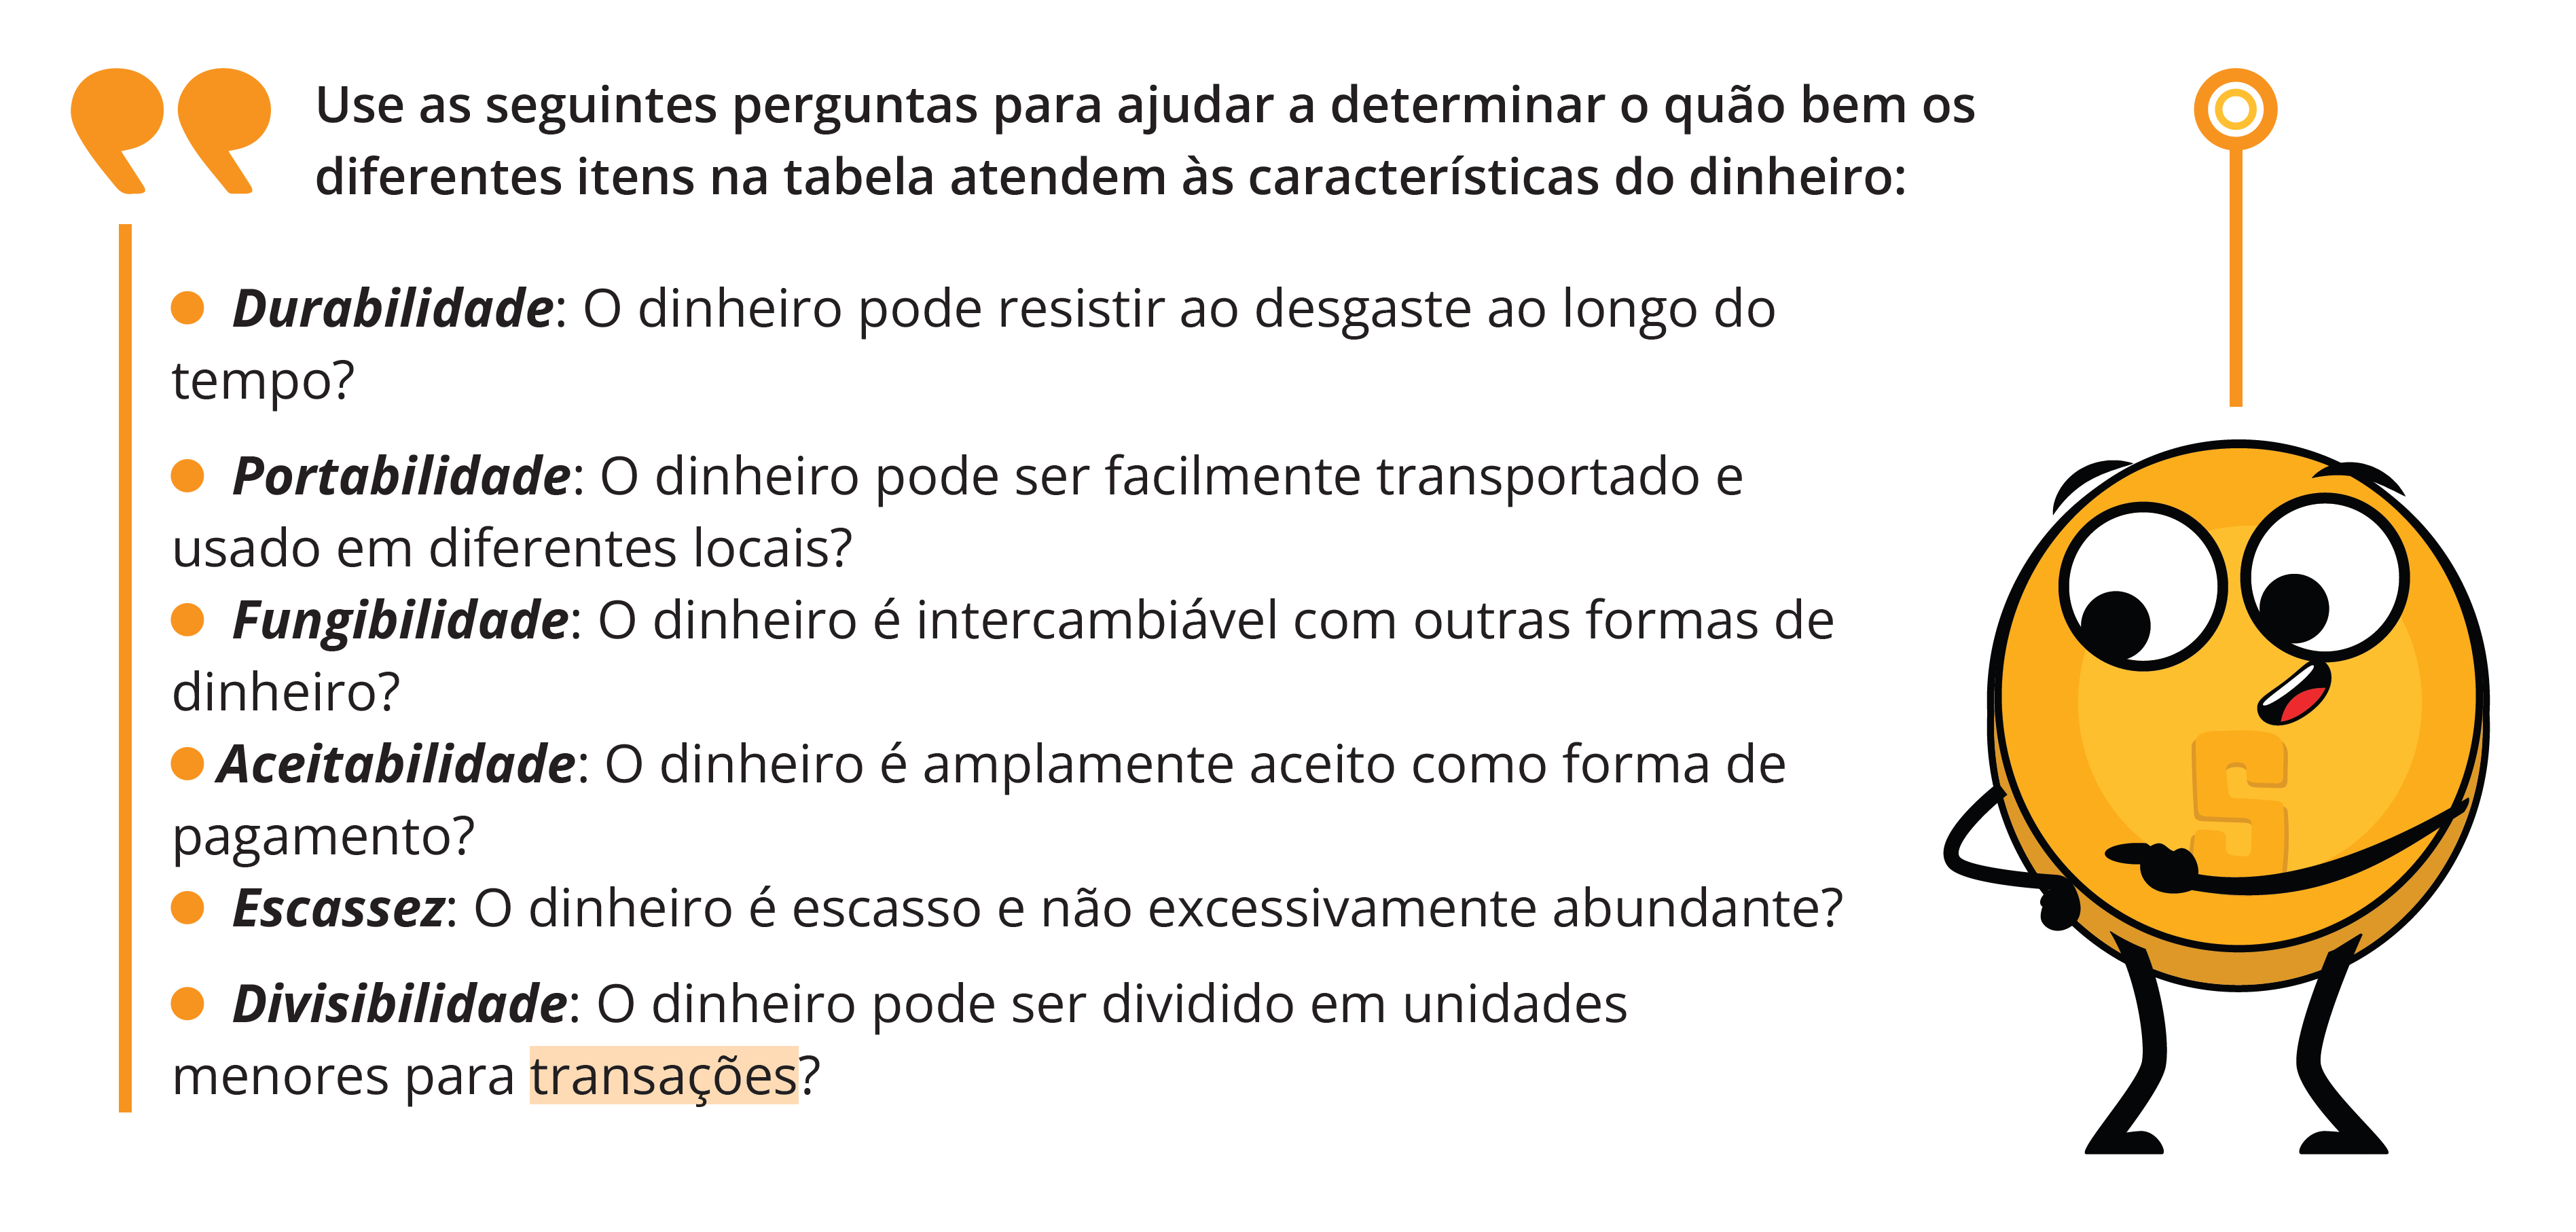 Use as seguintes perguntas para ajudar a determinar o quão bem os
diferentes itens na tabela atendem às características do dinheiro:
● Durabilidade: O dinheiro pode resistir ao desgaste ao longo do
tempo?
● Portabilidade: O dinheiro pode ser facilmente transportado e
usado em diferentes locais?
● Fungibilidade: O dinheiro é intercambiável com outras formas de
dinheiro?
● Aceitabilidade: O dinheiro é amplamente aceito como forma de
pagamento?
● Escassez: O dinheiro é escasso e não excessivamente abundante?
● Divisibilidade: O dinheiro pode ser dividido em unidades
menores para transações?
S